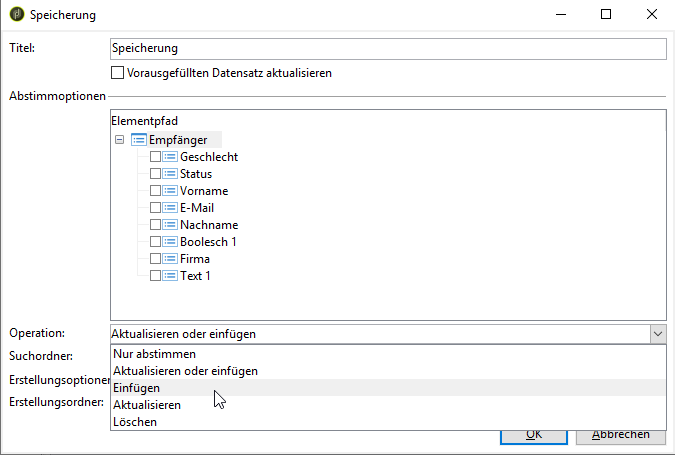 Speicherung
Titel:
Speicherung
Vorausgefüllten Datensatz aktualisieren
Abstimmoptionen
Elementpfad
Empfänger
Geschlecht
Status
Vorname
E-Mail
Nachname
Boolesch 1
Firma
Text 1
Operation:
Aktualisieren oder einfügen
Suchordner:
Nur abstimmen
Aktualisieren oder einfügen
Erstellungsoptionen
Einfügen
Erstellungsordner:
Aktualisieren
Löschen
OK
Abbrechen